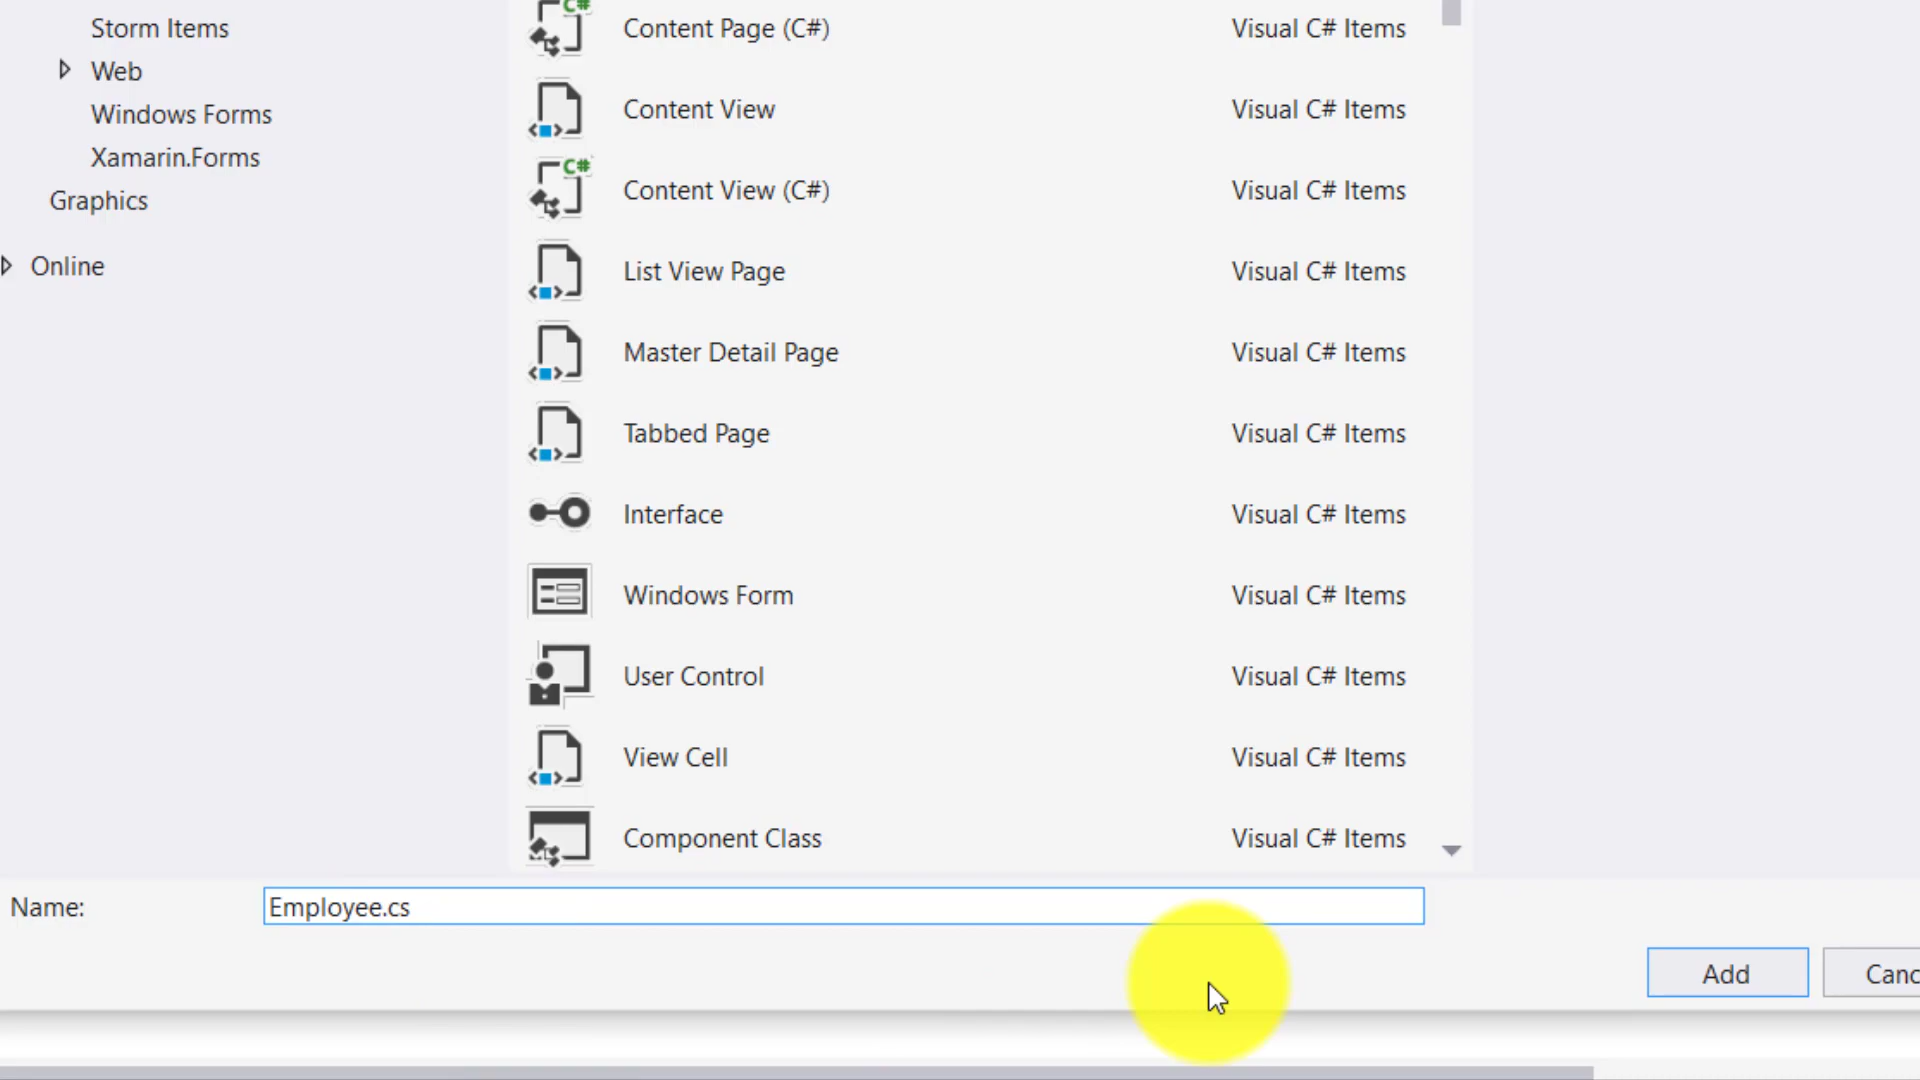 Storm Items
Web
Windows Forms
Xamarin.Forms
Graphics
Online
C# Content Page (C#) Visual C# Items
Content View Visual C# Items
C# Content View (C#) Visual C# Items
List View Page Visual C# Items
Master Detail Page Visual C# Items
Tabbed Page Visual C# Items
Interface Visual C# Items
Windows Form Visual C# Items
User Control Visual C# Items
View Cell Visual C# Items
Component Class Visual C# Items
Name: Employee.cs
Add Canc